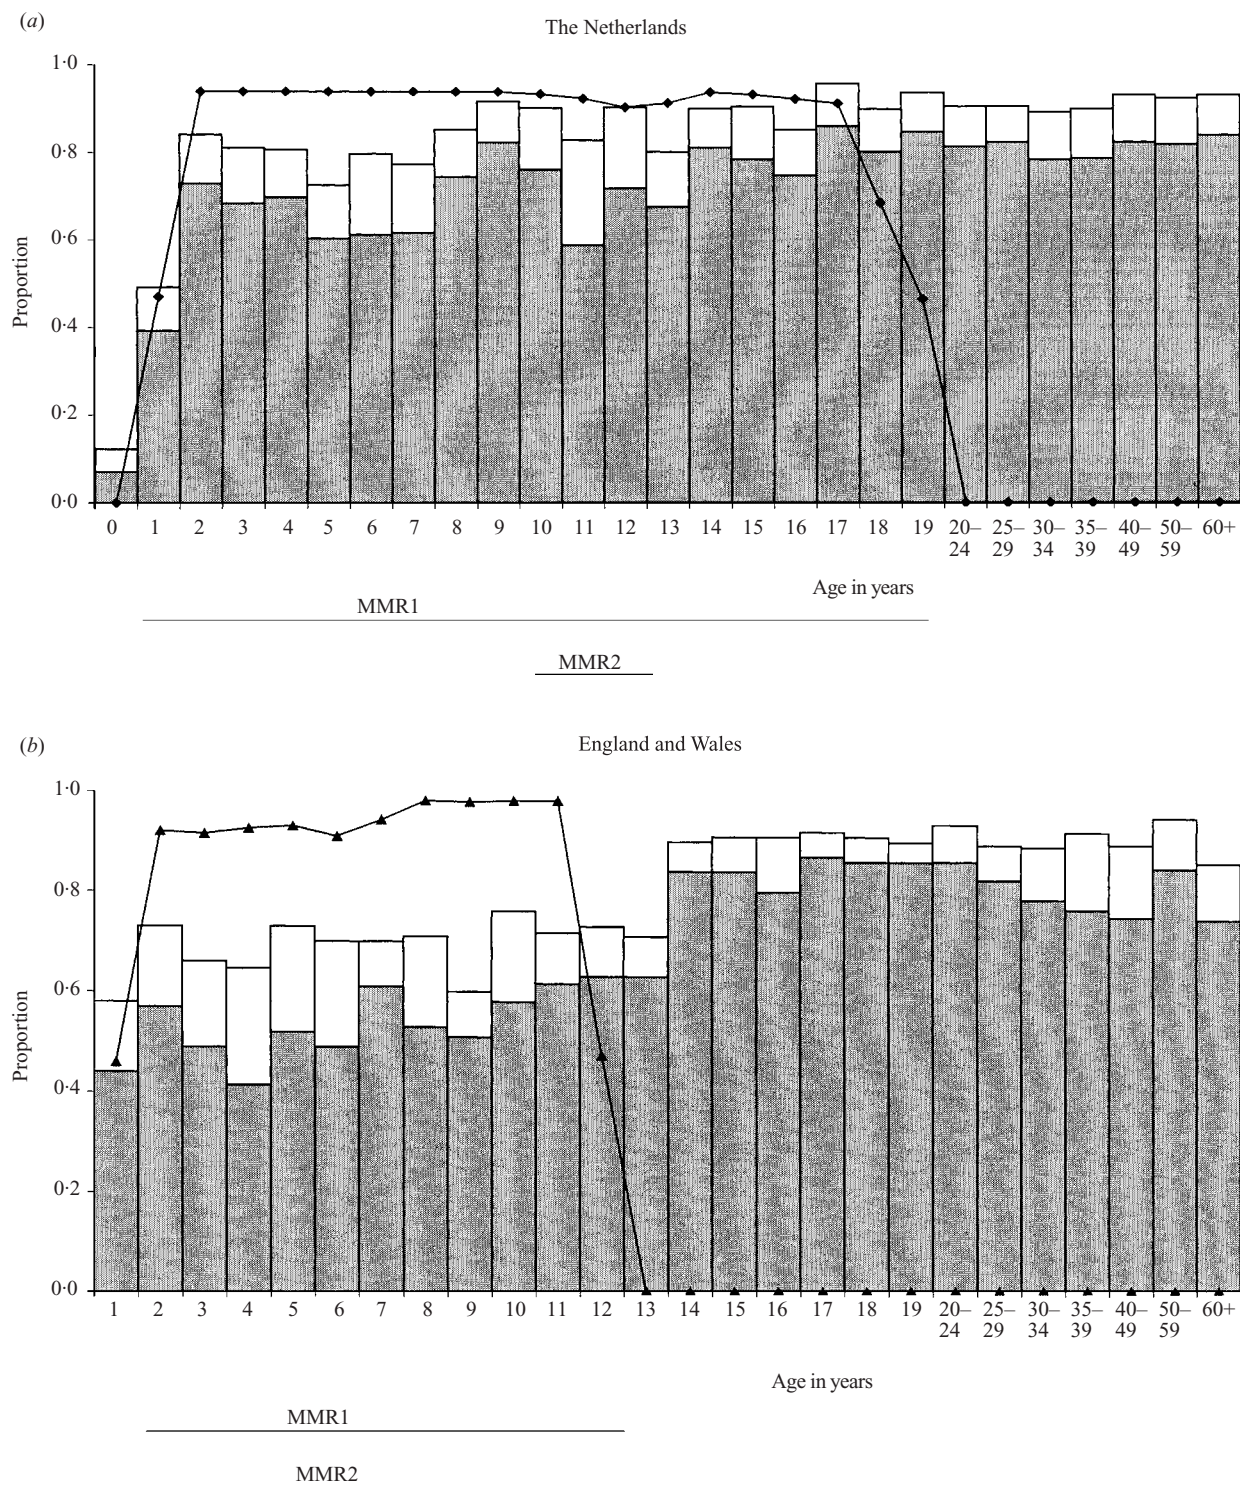 (a)
The Netherlands
1·0
0·8
0·6
0·4
0·2
0·0
Proportion
0 1 2 3 4 5 6 7 8 9 10 11 12 13 14 15 16 17 18 19 20– 25– 30– 35– 40– 50– 60+
24 29 34 39 49 59
Age in years
MMR1
MMR2
(b)
England and Wales
1·0
0·8
0·6
0·4
0·2
0·0
Proportion
1 2 3 4 5 6 7 8 9 10 11 12 13 14 15 16 17 18 19 20– 25– 30– 35– 40– 50– 60+
24 29 34 39 49 59
Age in years
MMR1
MMR2